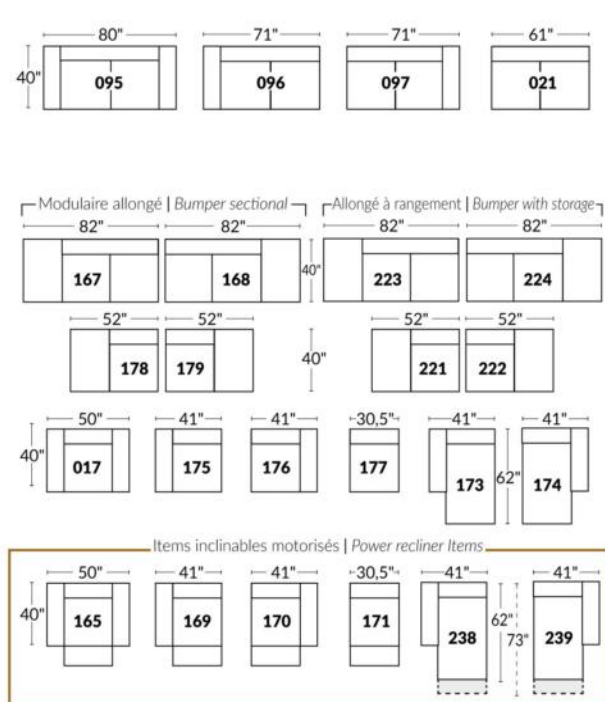 80" 71" 71" 61"
40" 095 096 097 021
Modulaire allongé | Bumper sectional Allongé à rangement | Bumper with storage
82" 82" 82" 82"
167 168 40" 223 224
52" 52" 52" 52"
178 179 40" 221 222
50" 41" 41" 30,5" 41" 41"
40" 017 175 176 177 173 62" 174
Items inclinables motorisés | Power recliner Items
50" 41" 41" 30,5" 41" 41"
40" 165 169 170 171 238 62" 73" 239